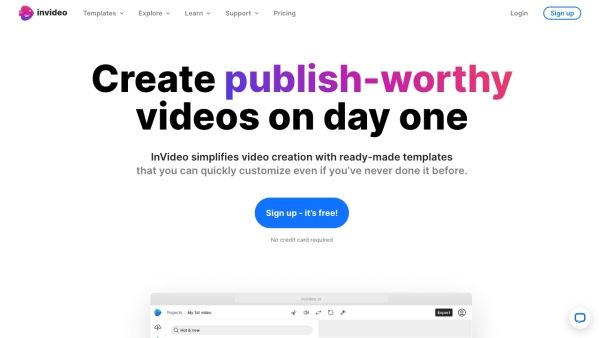 invideo
Templates
Explore
Learn
Support
Pricing
Login
Sign up
Create publish-worthy
videos on day one
InVideo simplifies video creation with ready-made templates
that you can quickly customize even if you've never done it before.
Sign up - it's free!
No credit card required
invideo.io
Projects
My 1st video
Export
Hot & new